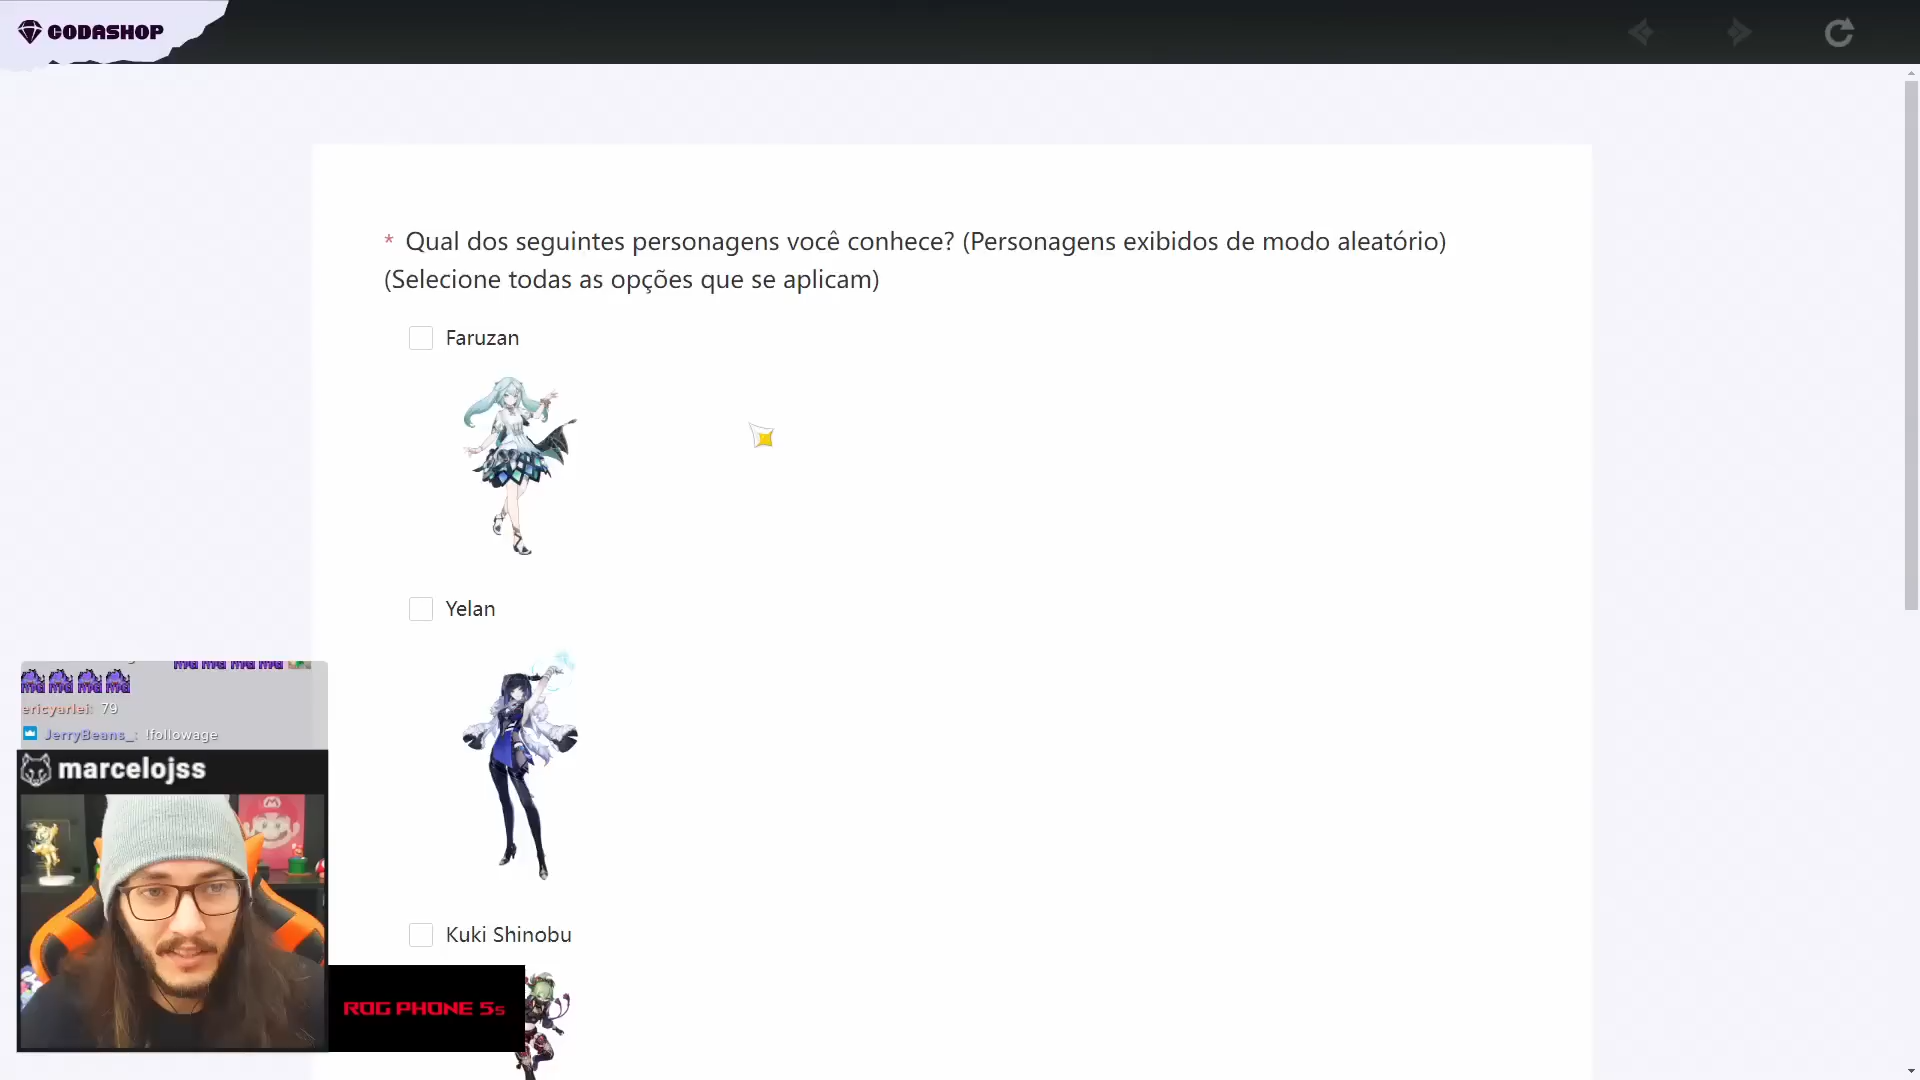 CODASHOP
* Qual dos seguintes personagens você conhece? (Personagens exibidos de modo aleatório)
(Selecione todas as opções que se aplicam)
Faruzan
Yelan
Kuki Shinobu
ericyarlei: 79
JerryBeans_: !followage
marcelojss
ROG PHONE 5s